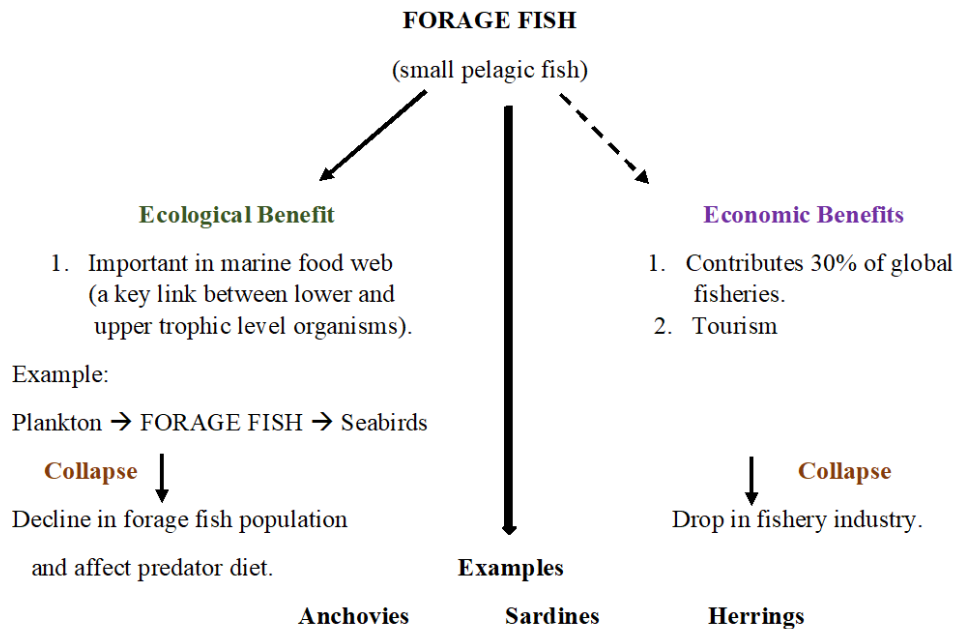 FORAGE FISH
(small pelagic fish)
Ecological Benefit
1. Important in marine food web
(a key link between lower and
upper trophic level organisms).
Example:
Plankton → FORAGE FISH → Seabirds
Collapse
Decline in forage fish population
and affect predator diet.
Economic Benefits
1. Contributes 30% of global
fisheries.
2. Tourism
Collapse
Drop in fishery industry.
Examples
Anchovies Sardines Herrings